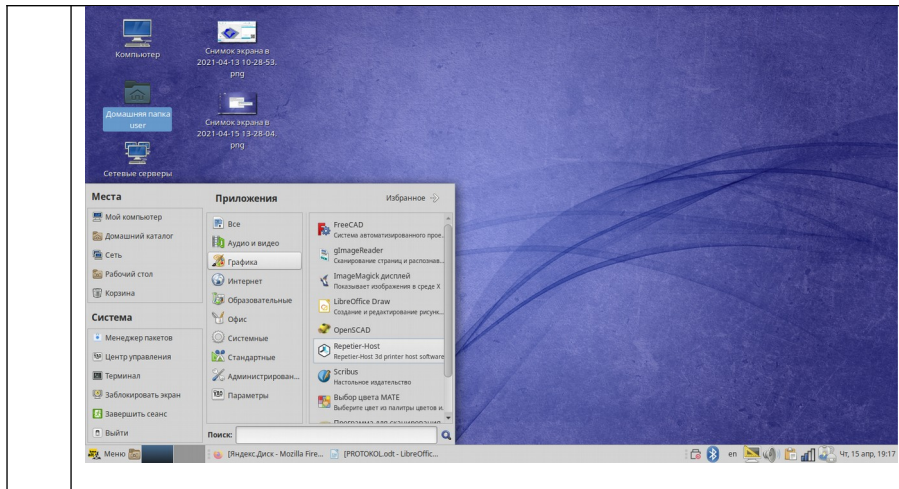 Компьютер
Снимок экрана в
2021-04-13 10-28-53.
png
Домашняя папка
user
Снимок экрана в
2021-04-15 13-28-04.
png
Сетевые серверы
Места
Мой компьютер
Домашний каталог
Сеть
Рабочий стол
Корзина
Система
Менеджер пакетов
Центр управления
Терминал
Заблокировать экран
Завершить сеанс
Выйти
Приложения
Избранное
Все
Аудио и видео
Графика
Интернет
Образовательные
Офис
Системные
Стандартные
Администрирован...
Параметры
FreeCAD
Система автоматизированного прое...
gImageReader
Сканирование страниц и распознав...
ImageMagick дисплей
Показывает изображения в среде X
LibreOffice Draw
Создание и редактирование рисунк...
OpenSCAD
Repetier-Host
Repetier-Host 3d printer host software
Scribus
Настольное издательство
Выбор цвета MATE
Выберите цвет из палитры цветов и.
Программа для сканирования
Поиск:
Меню
[Яндекс.Диск - Mozilla Fire...
[PROTOKOL.odt - LibreOffic...
en
Чт, 15 апр, 19:17